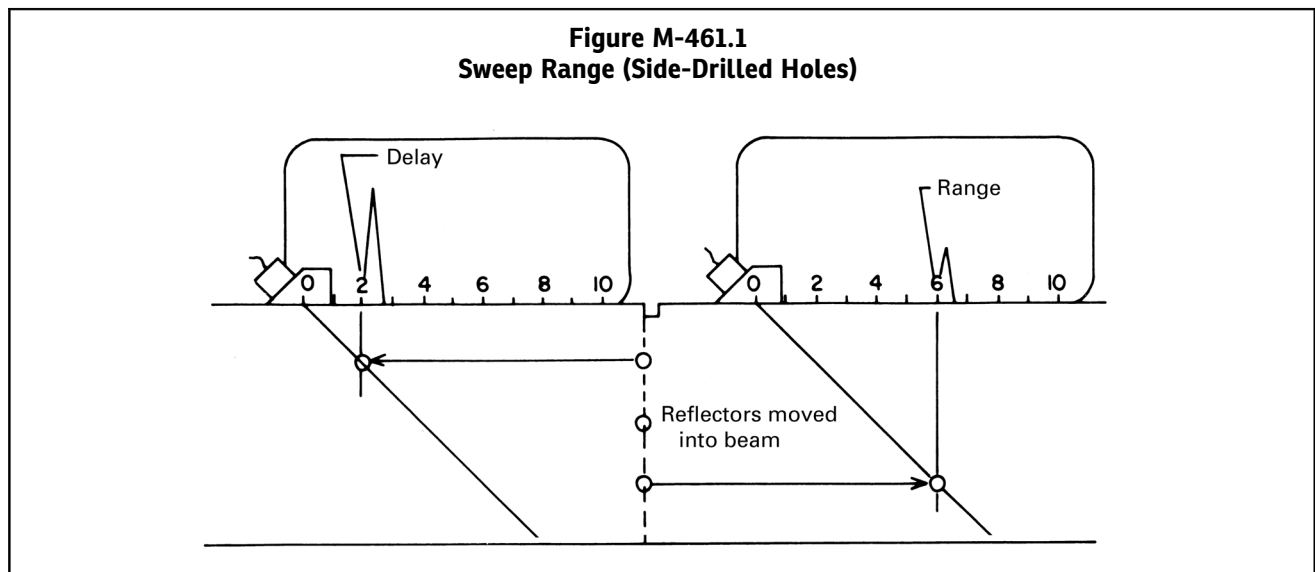 Figure M-461.1
Sweep Range (Side-Drilled Holes)
Delay
0 2 4 6 8 10
Range
0 2 4 6 8 10
Reflectors moved
into beam